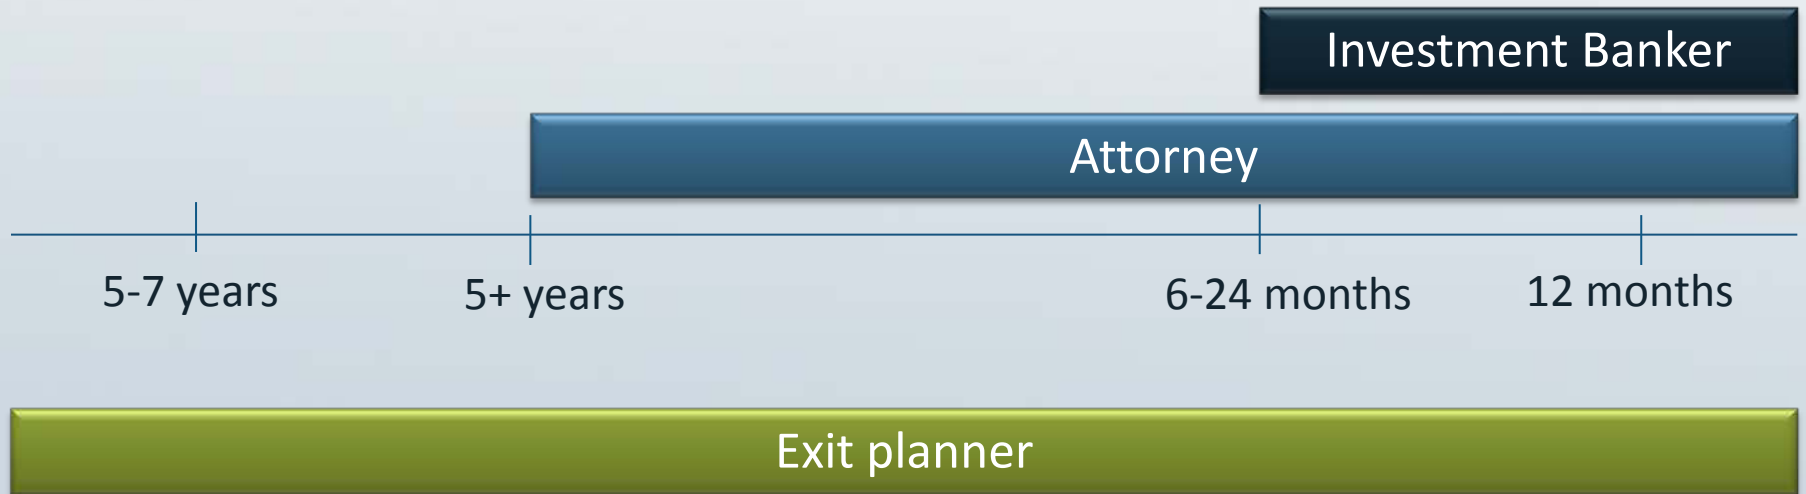 Investment Banker
Attorney
5-7 years
5+ years
6-24 months
12 months
Exit planner